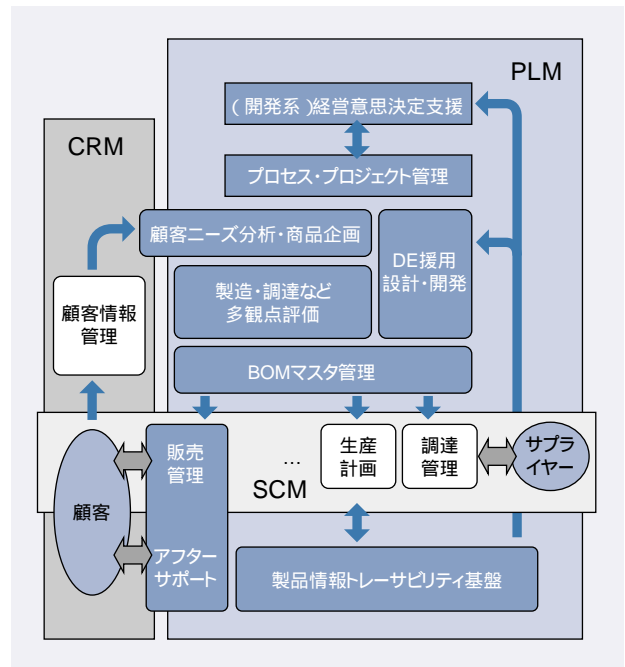 PLM
（開発系）経営意思決定支援
CRM
プロセス・プロジェクト管理
顧客ニーズ分析・商品企画
DE援用
設計・開発
製造・調達など
多観点評価
顧客情報
管理
BOMマスタ管理
販売
管理
…
生産
計画
調達
管理
サプラ
イヤー
SCM
顧客
アフター
サポート
製品情報トレーサビリティ基盤